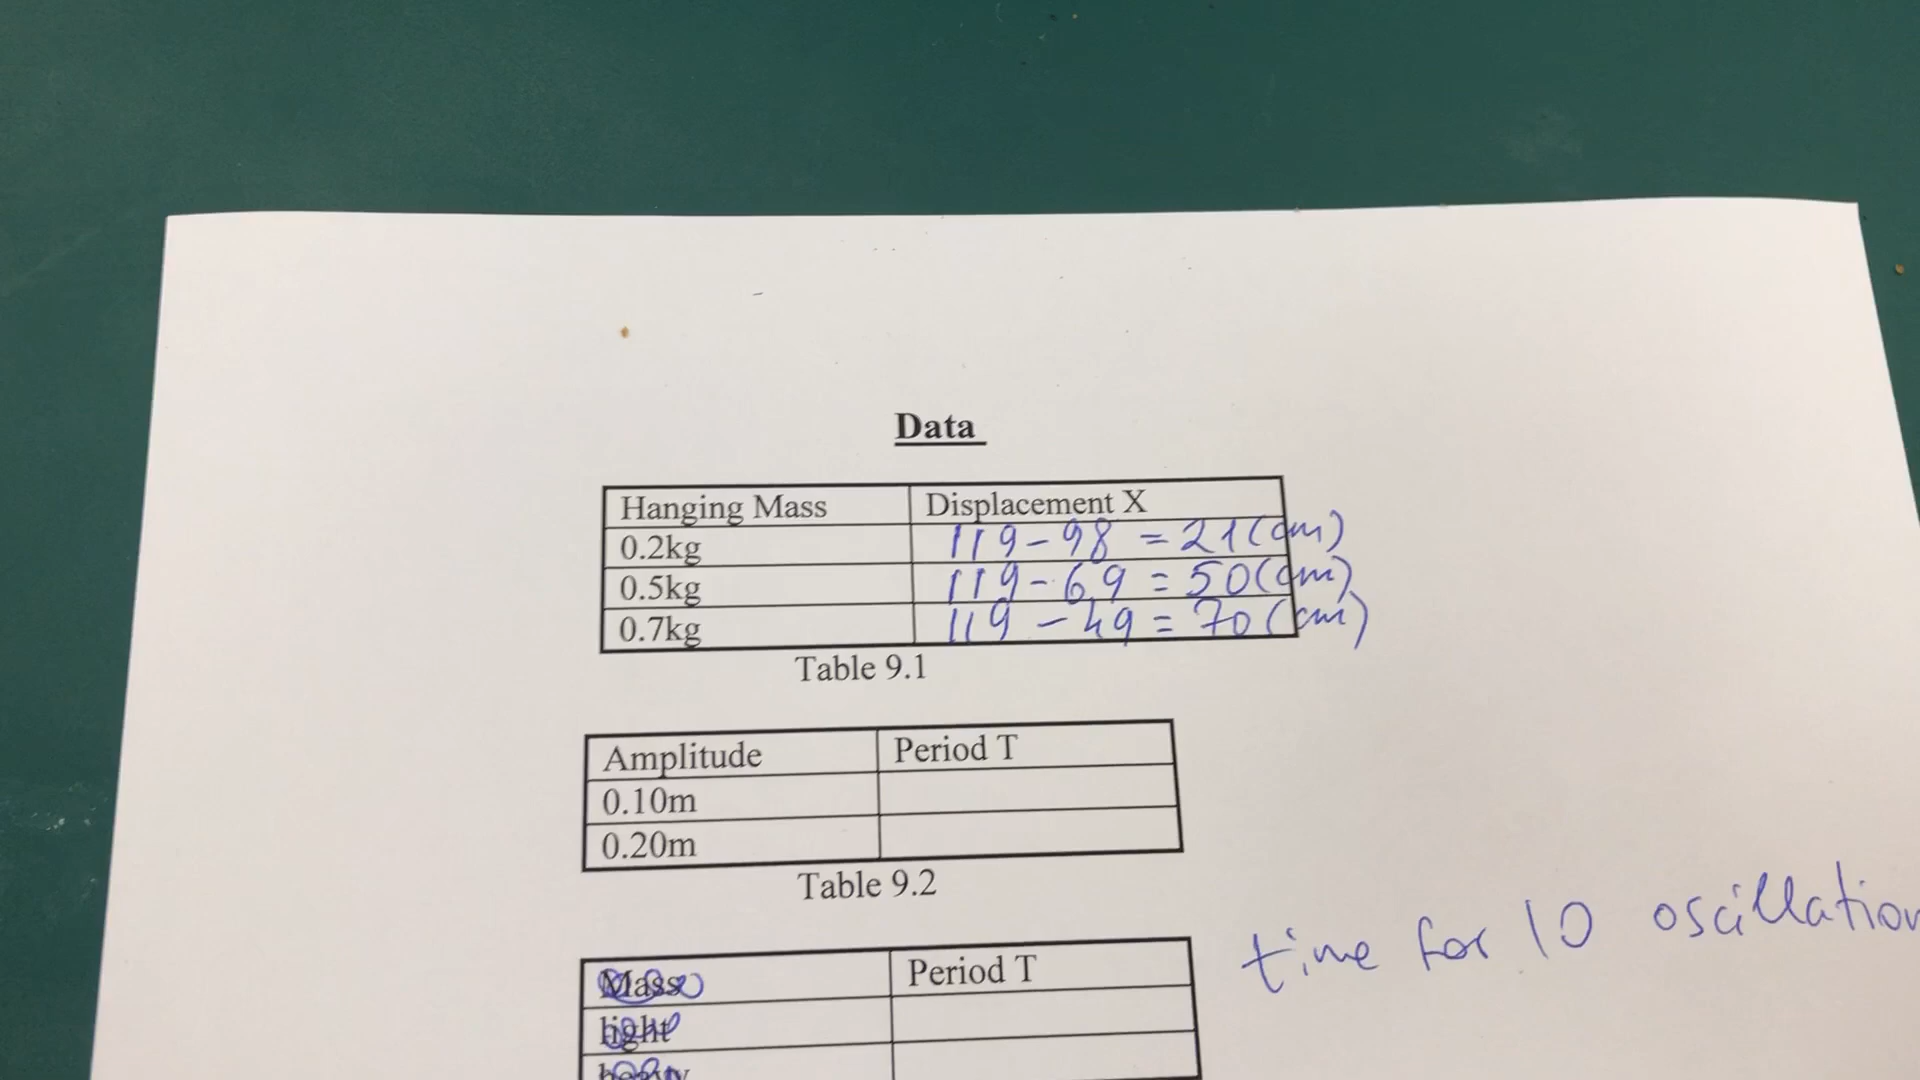 Data
Hanging Mass Displacement X
0.2kg 119-98 = 21(cm)
0.5kg 119-69 = 50(cm)
0.7kg 119-49 = 70(cm)
Table 9.1
Amplitude Period T
0.10m
0.20m
Table 9.2
time for 10 oscillation
Mass Period T
light
heavy